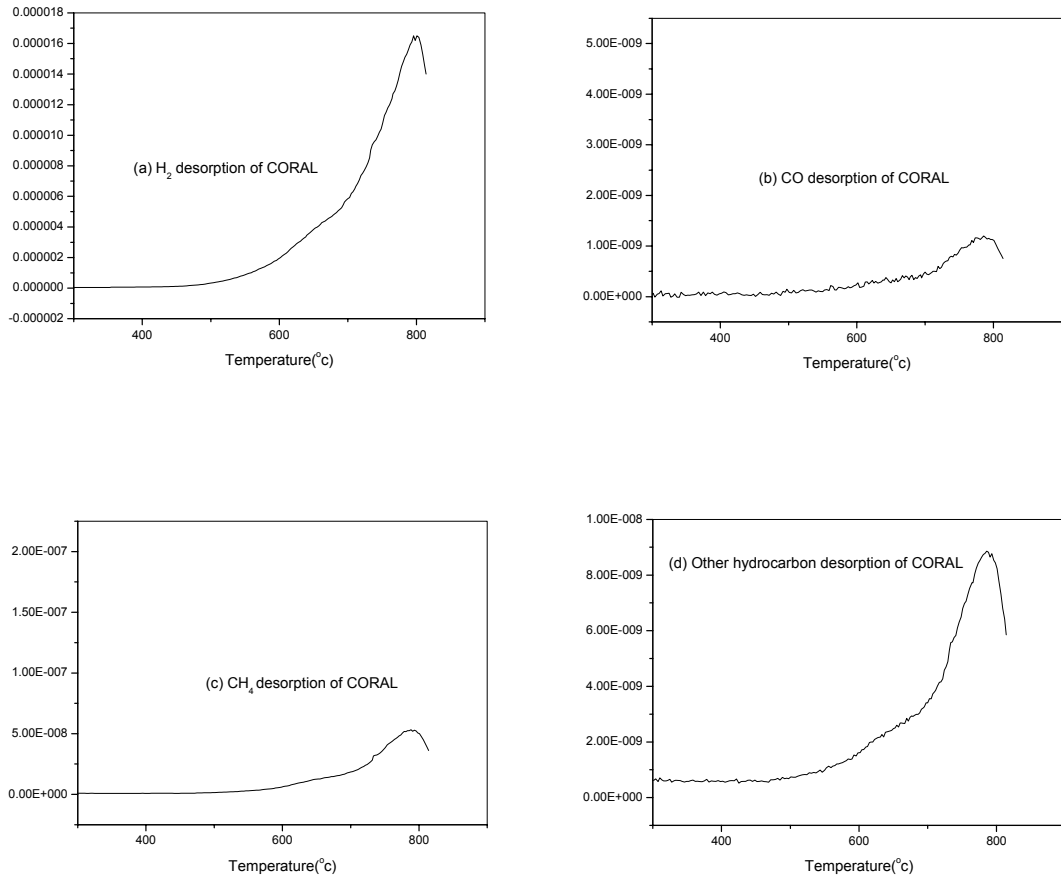 0.000018
0.000016
0.000014
0.000012
0.000010
0.000008
0.000006
0.000004
0.000002
0.000000
-0.000002
(a) H2 desorption of CORAL
400
600
800
Temperature(oc)
5.00E-009
4.00E-009
3.00E-009
2.00E-009
1.00E-009
0.00E+000
(b) CO desorption of CORAL
400
600
800
Temperature(oc)
2.00E-007
1.50E-007
1.00E-007
5.00E-008
0.00E+000
(c) CH4 desorption of CORAL
400
600
800
Temperature(oc)
1.00E-008
8.00E-009
6.00E-009
4.00E-009
2.00E-009
0.00E+000
(d) Other hydrocarbon desorption of CORAL
400
600
800
Temperature(oc)